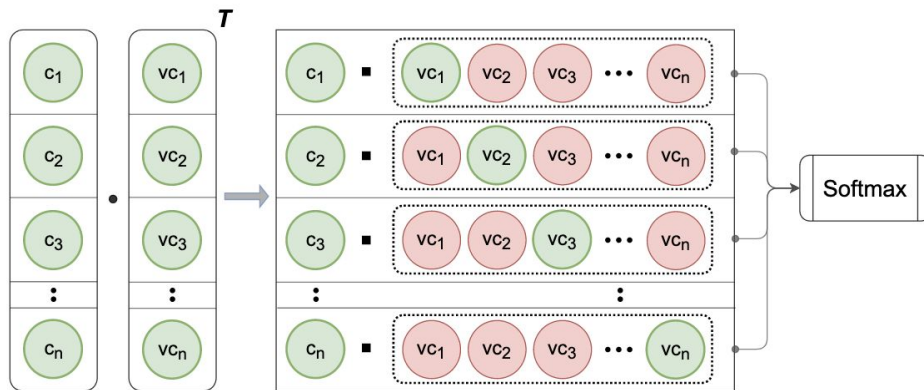 T
c1 vc1 c1 ▪ vc1 vc2 vc3 ••• vcn
c2 vc2 c2 ▪ vc1 vc2 vc3 ••• vcn
Softmax
c3 vc3 c3 ▪ vc1 vc2 vc3 ••• vcn
: : : :
cn vcn cn ▪ vc1 vc2 vc3 ••• vcn